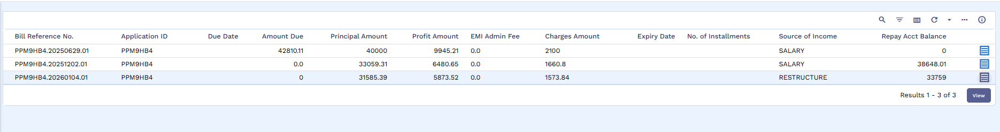 Bill Reference No. Application ID Due Date Amount Due Principal Amount Profit Amount EMI Admin Fee Charges Amount Expiry Date No. of Installments Source of Income Repay Acct Balance
PPM9HB4.20250629.01 PPM9HB4 42810.11 40000 9945.21 0.0 2100 SALARY 0
PPM9HB4.20251202.01 PPM9HB4 0.0 33059.31 6480.65 0.0 1660.8 SALARY 38648.01
PPM9HB4.20260104.01 PPM9HB4 0 31585.39 5873.52 0.0 1573.84 RESTRUCTURE 33759
Results 1 - 3 of 3 View